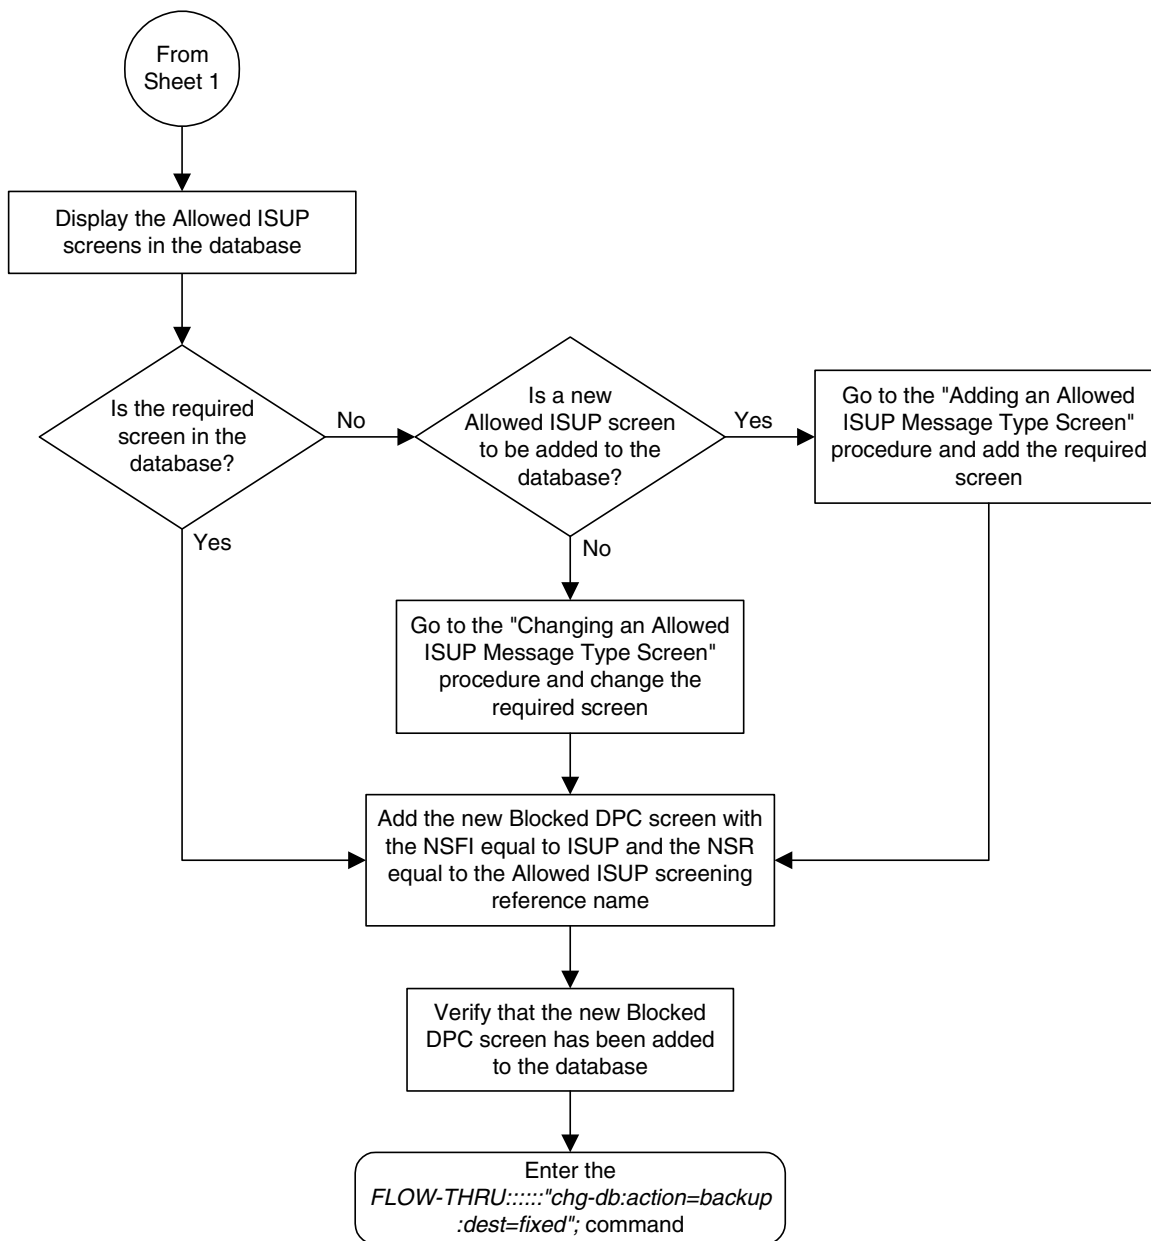 From
Sheet 1
Display the Allowed ISUP
screens in the database
Is the required
screen in the
database?
No
Yes
Is a new
Allowed ISUP screen
to be added to the
database?
Yes
No
Go to the "Adding an Allowed
ISUP Message Type Screen"
procedure and add the required
screen
Go to the "Changing an Allowed
ISUP Message Type Screen"
procedure and change the
required screen
Add the new Blocked DPC screen with
the NSFI equal to ISUP and the NSR
equal to the Allowed ISUP screening
reference name
Verify that the new Blocked
DPC screen has been added
to the database
Enter the
FLOW-THRU::::::"chg-db:action=backup
:dest=fixed"; command